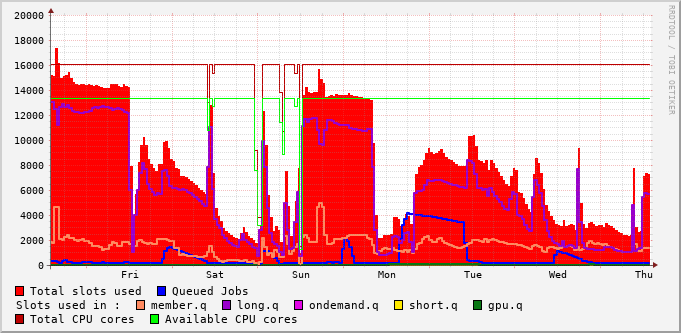 20000
18000
16000
14000
12000
10000
8000
6000
4000
2000
0
Fri Sat Sun Mon Tue Wed Thu
RRDTOOL / TOBI OETIKER
Total slots used Queued Jobs
Slots used in : member.q long.q ondemand.q short.q gpu.q
Total CPU cores Available CPU cores